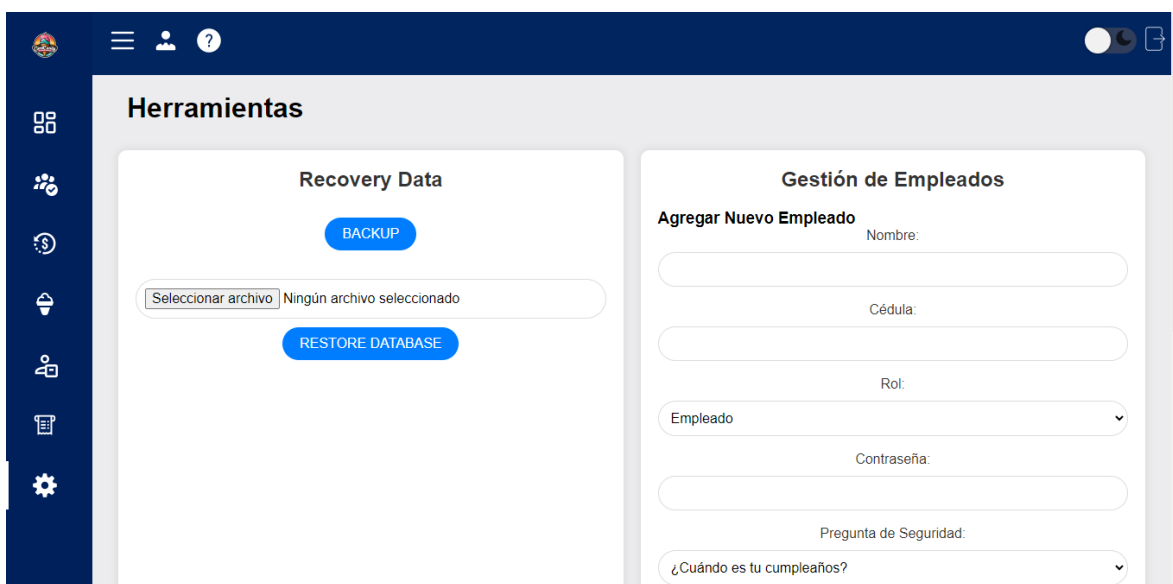 ?
Herramientas
Recovery Data
BACKUP
Seleccionar archivo Ningún archivo seleccionado
RESTORE DATABASE
Gestión de Empleados
Agregar Nuevo Empleado
Nombre:
Cédula:
Rol:
Empleado
Contraseña:
Pregunta de Seguridad:
¿Cuándo es tu cumpleaños?